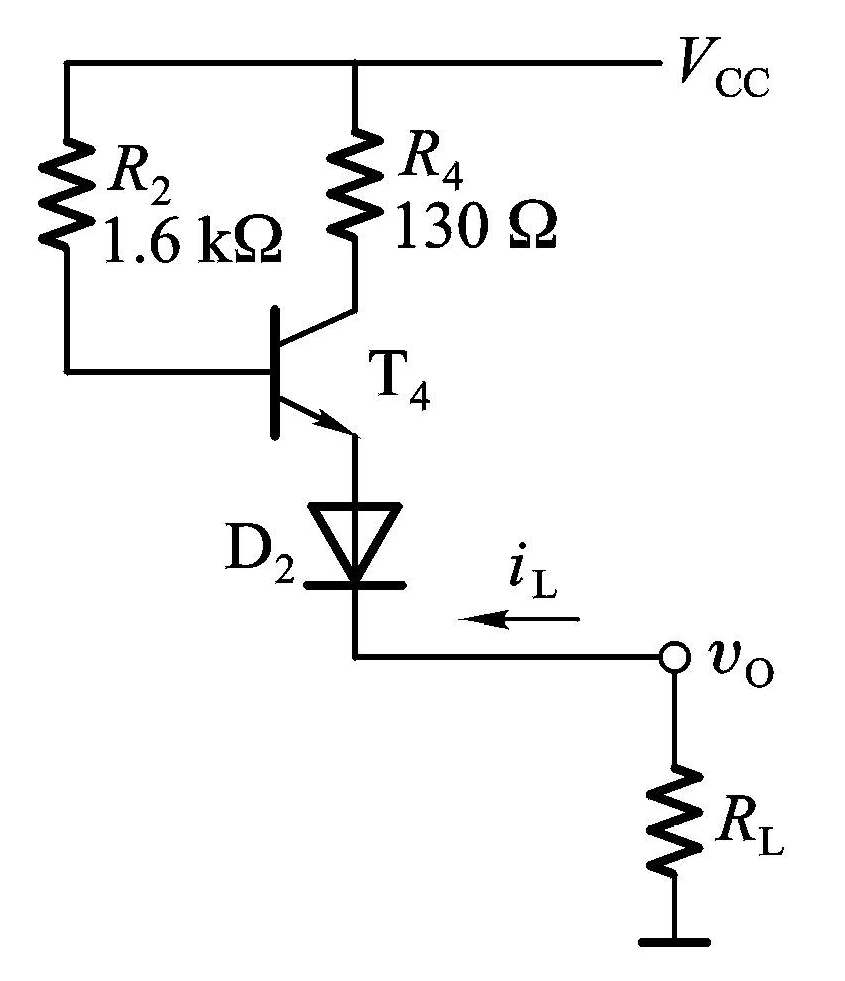 V_CC
R_2
1.6 kΩ
R_4
130 Ω
T_4
D_2
i_L
v_O
R_L